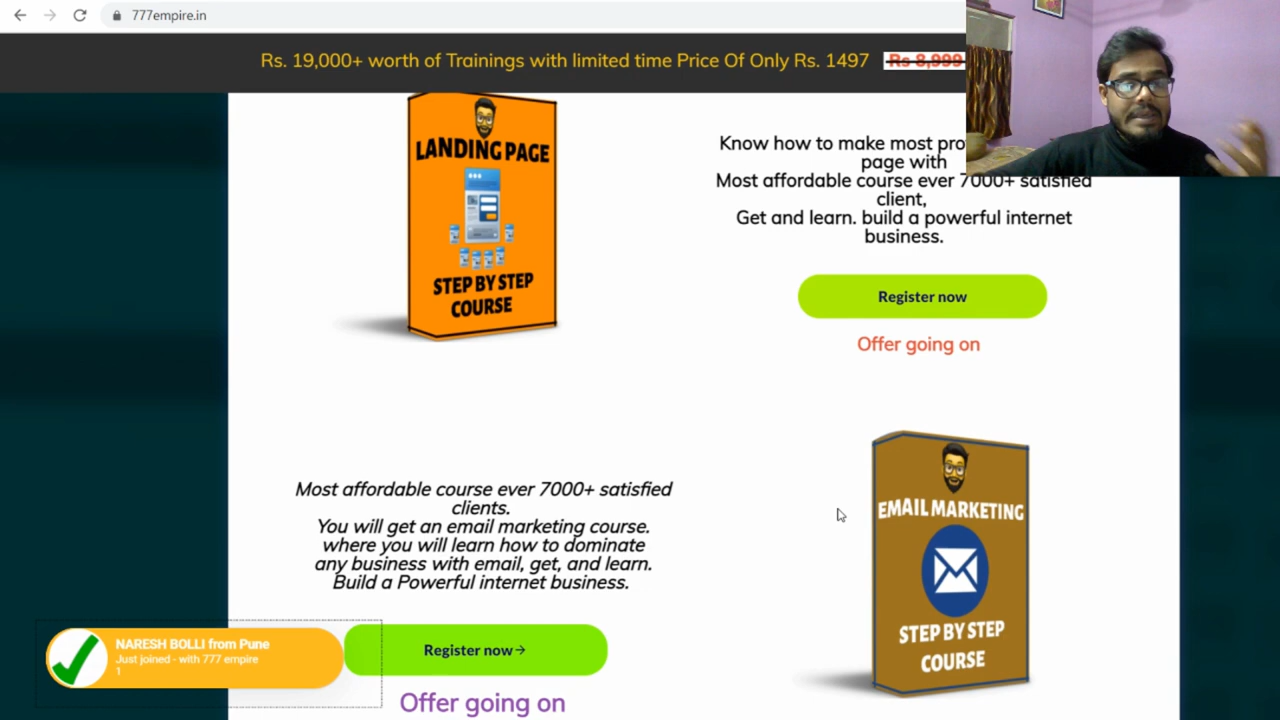 777empire.in
Rs. 19,000+ worth of Trainings with limited time Price Of Only Rs. 1497 Rs 8,999
LANDING PAGE
STEP BY STEP
COURSE
Know how to make most
page with
Most affordable course ever 7000+ satisfied
client,
Get and learn. build a powerful internet
business.
Register now
Offer going on
Most affordable course ever 7000+ satisfied
clients.
You will get an email marketing course.
where you will learn how to dominate
any business with email, get, and learn.
Build a Powerful internet business.
Register now→
Offer going on
EMAIL MARKETING
STEP BY STEP
COURSE
NARESH BOLLI from Pune
Just joined - with 777 empire
1